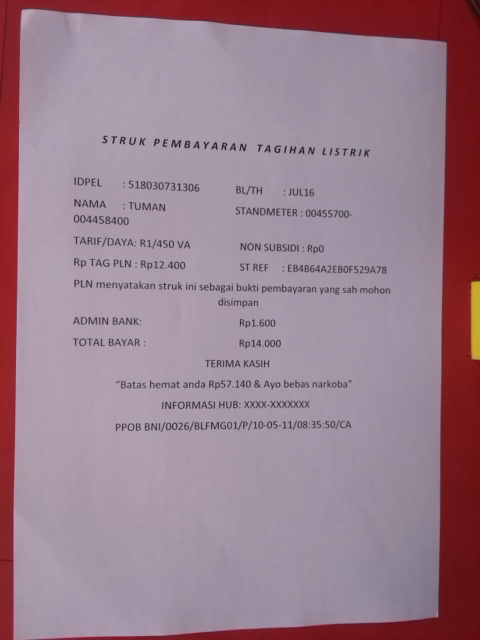 STRUK PEMBAYARAN TAGIHAN LISTRIK
IDPEL : 518030731306 BL/TH : JUL16
NAMA : TUMAN STANDMETER : 00455700-
004458400
TARIF/DAYA: R1/450 VA NON SUBSIDI : Rp0
Rp TAG PLN : Rp12.400 ST REF : EB4B64A2EB0F529A78
PLN menyatakan struk ini sebagai bukti pembayaran yang sah mohon
disimpan
ADMIN BANK: Rp1.600
TOTAL BAYAR : Rp14.000
TERIMA KASIH
"Batas hemat anda Rp57.140 & Ayo bebas narkoba"
INFORMASI HUB: XXXX-XXXXXXX
PPOB BNI/0026/BLFMG01/P/10-05-11/08:35:50/CA